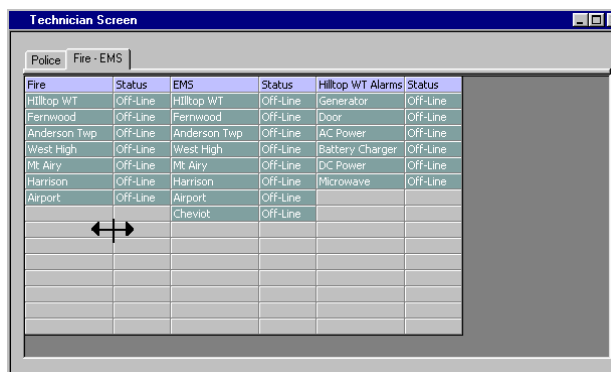 Technician Screen
Police Fire - EMS
Fire Status EMS Status Hilltop WT Alarms Status
HIlltop WT Off-Line HIlltop WT Off-Line Generator Off-Line
Fernwood Off-Line Fernwood Off-Line Door Off-Line
Anderson Twp Off-Line Anderson Twp Off-Line AC Power Off-Line
West High Off-Line West High Off-Line Battery Charger Off-Line
Mt Airy Off-Line Mt Airy Off-Line DC Power Off-Line
Harrison Off-Line Harrison Off-Line Microwave Off-Line
Airport Off-Line Airport Off-Line
Cheviot Off-Line